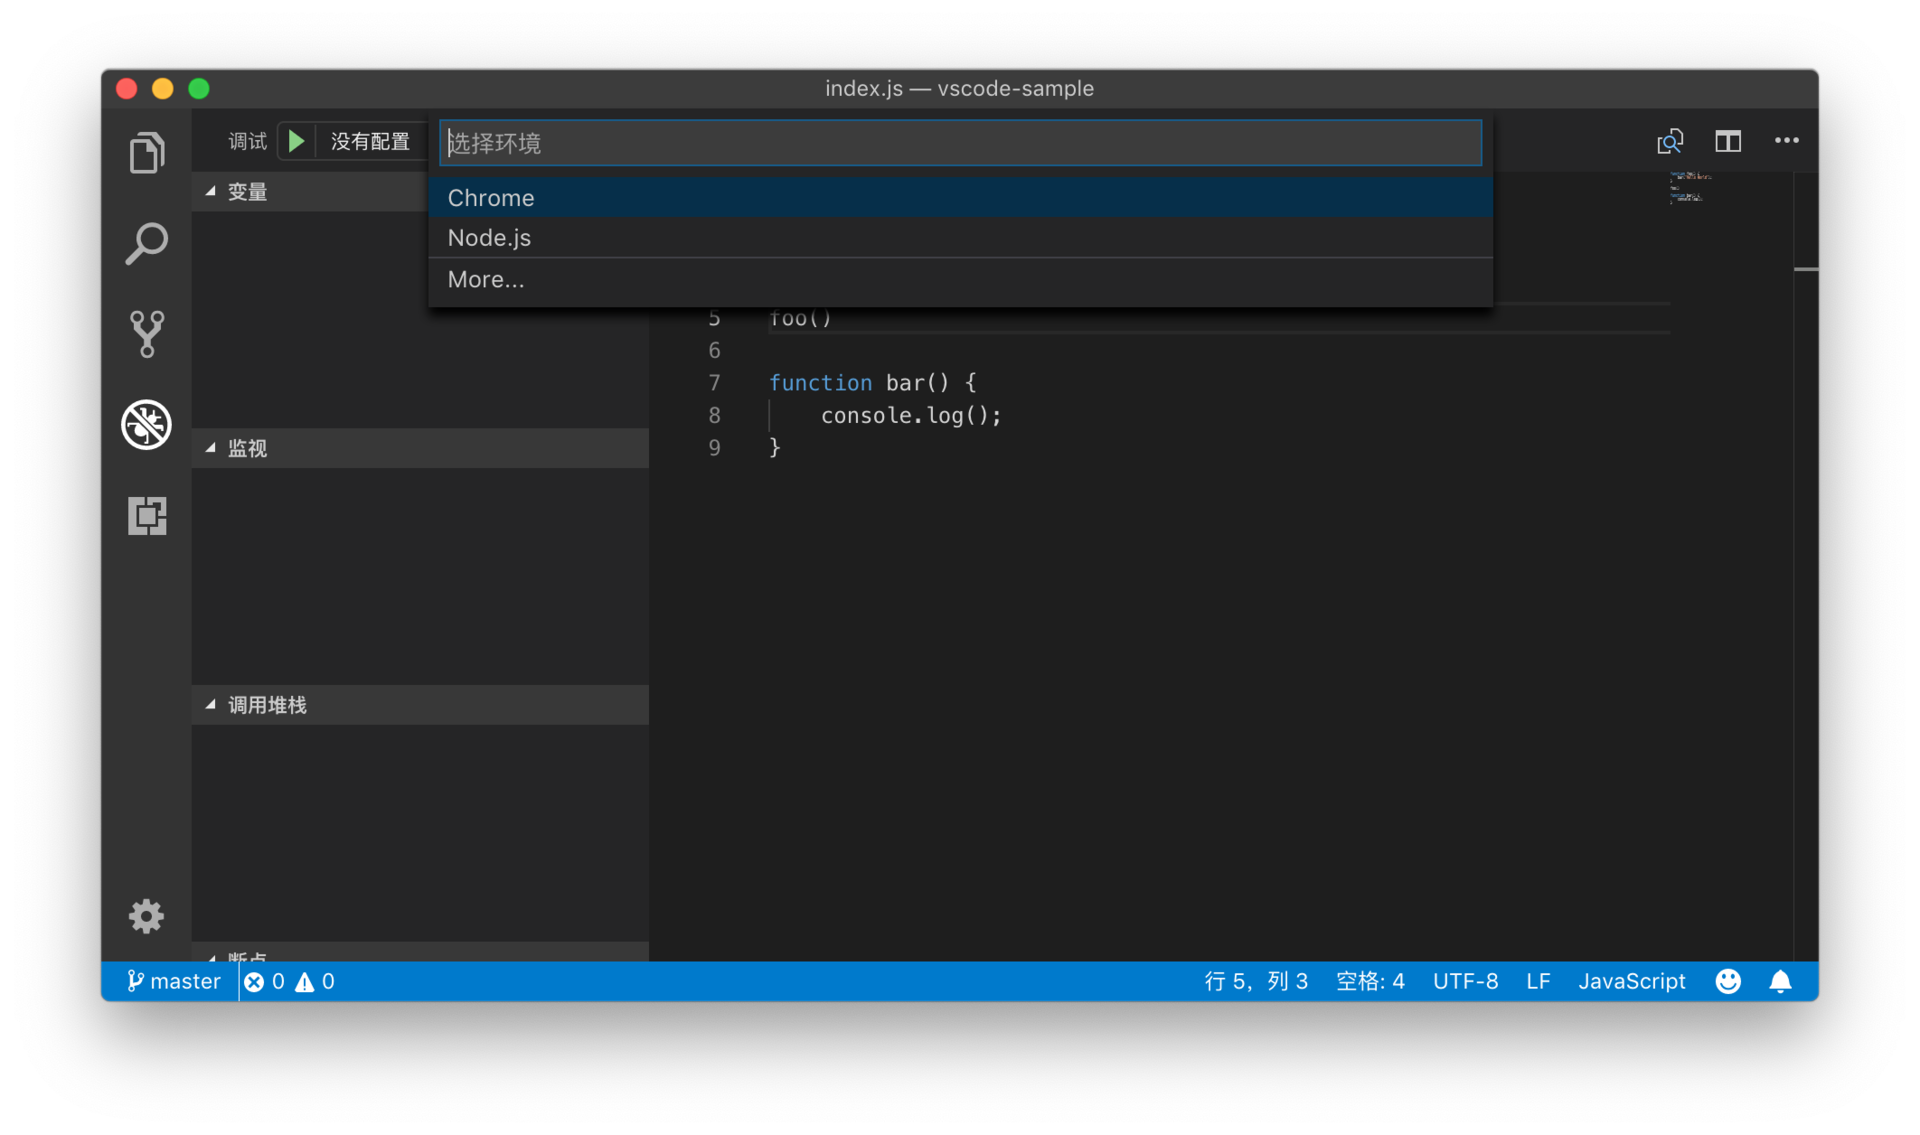 index.js — vscode-sample
调试
没有配置
选择环境
Chrome
Node.js
More...
变量
监视
调用堆栈
断点
5 foo()
6
7 function bar() {
8 console.log();
9 }
master 0 0
行 5，列 3 空格: 4 UTF-8 LF JavaScript